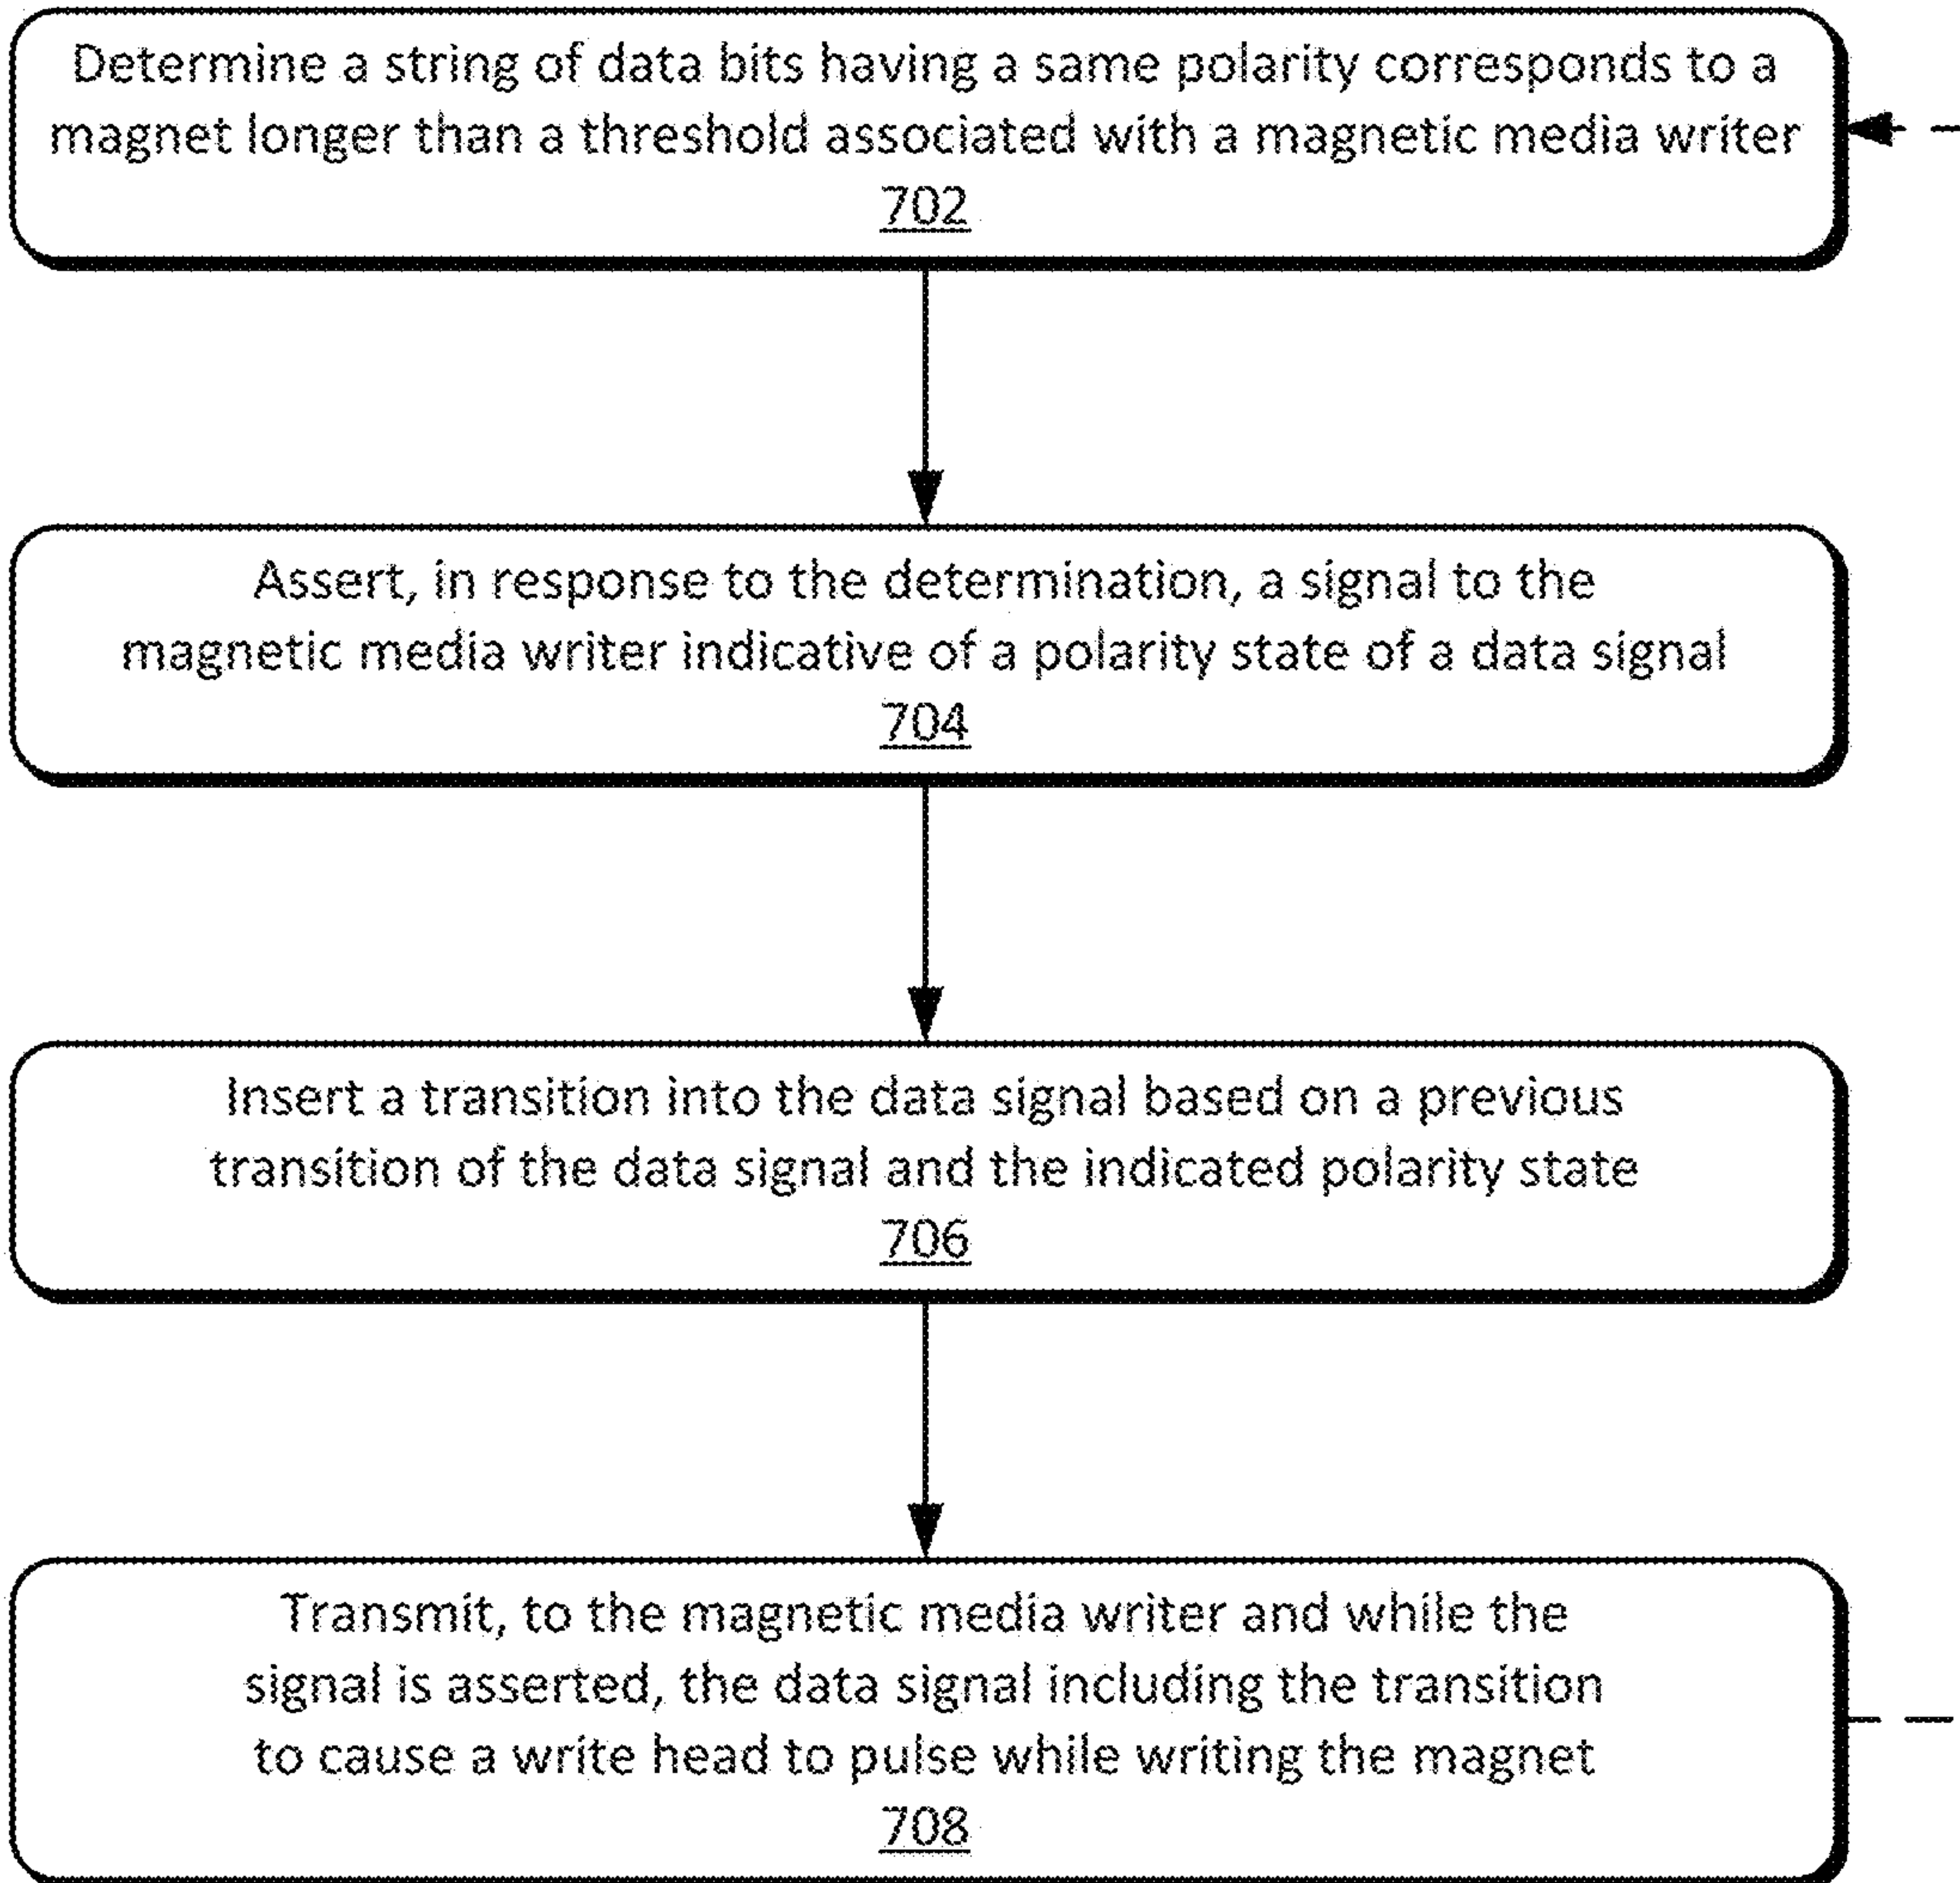 Determine a string of data bits having a same polarity corresponds to a
magnet longer than a threshold associated with a magnetic media writer
702
Assert, in response to the determination, a signal to the
magnetic media writer indicative of a polarity state of a data signal
704
Insert a transition into the data signal based on a previous
transition of the data signal and the indicated polarity state
706
Transmit, to the magnetic media writer and while the
signal is asserted, the data signal including the transition
to cause a write head to pulse while writing the magnet
708